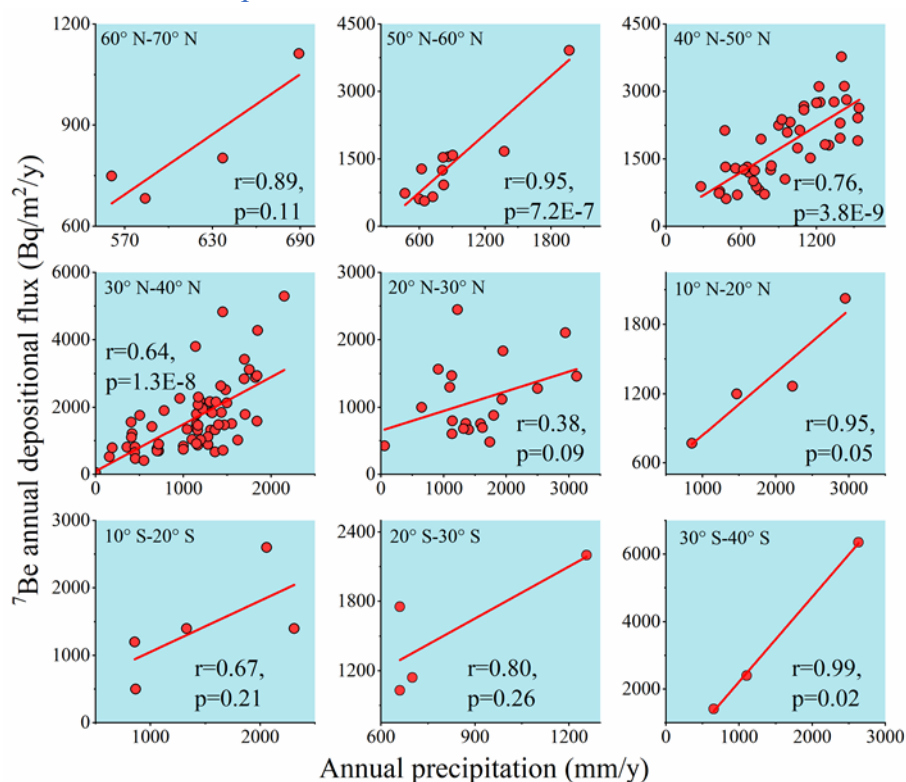 60° N-70° N
1200
900
600
570
630
690
r=0.89,
p=0.11
50° N-60° N
4500
3000
1500
0
600
1200
1800
r=0.95,
p=7.2E-7
40° N-50° N
4500
3000
1500
0
0
600
1200
r=0.76,
p=3.8E-9
30° N-40° N
6000
4000
2000
0
0
1000
2000
r=0.64,
p=1.3E-8
20° N-30° N
3000
2000
1000
0
0
1000
2000
3000
r=0.38,
p=0.09
10° N-20° N
1800
1200
600
1000
2000
3000
r=0.95,
p=0.05
10° S-20° S
3000
2000
1000
0
1000
2000
r=0.67,
p=0.21
20° S-30° S
2400
1800
1200
600
900
1200
r=0.80,
p=0.26
30° S-40° S
6000
4000
2000
0
1000
2000
3000
r=0.99,
p=0.02
⁷Be annual depositional flux (Bq/m²/y)
Annual precipitation (mm/y)